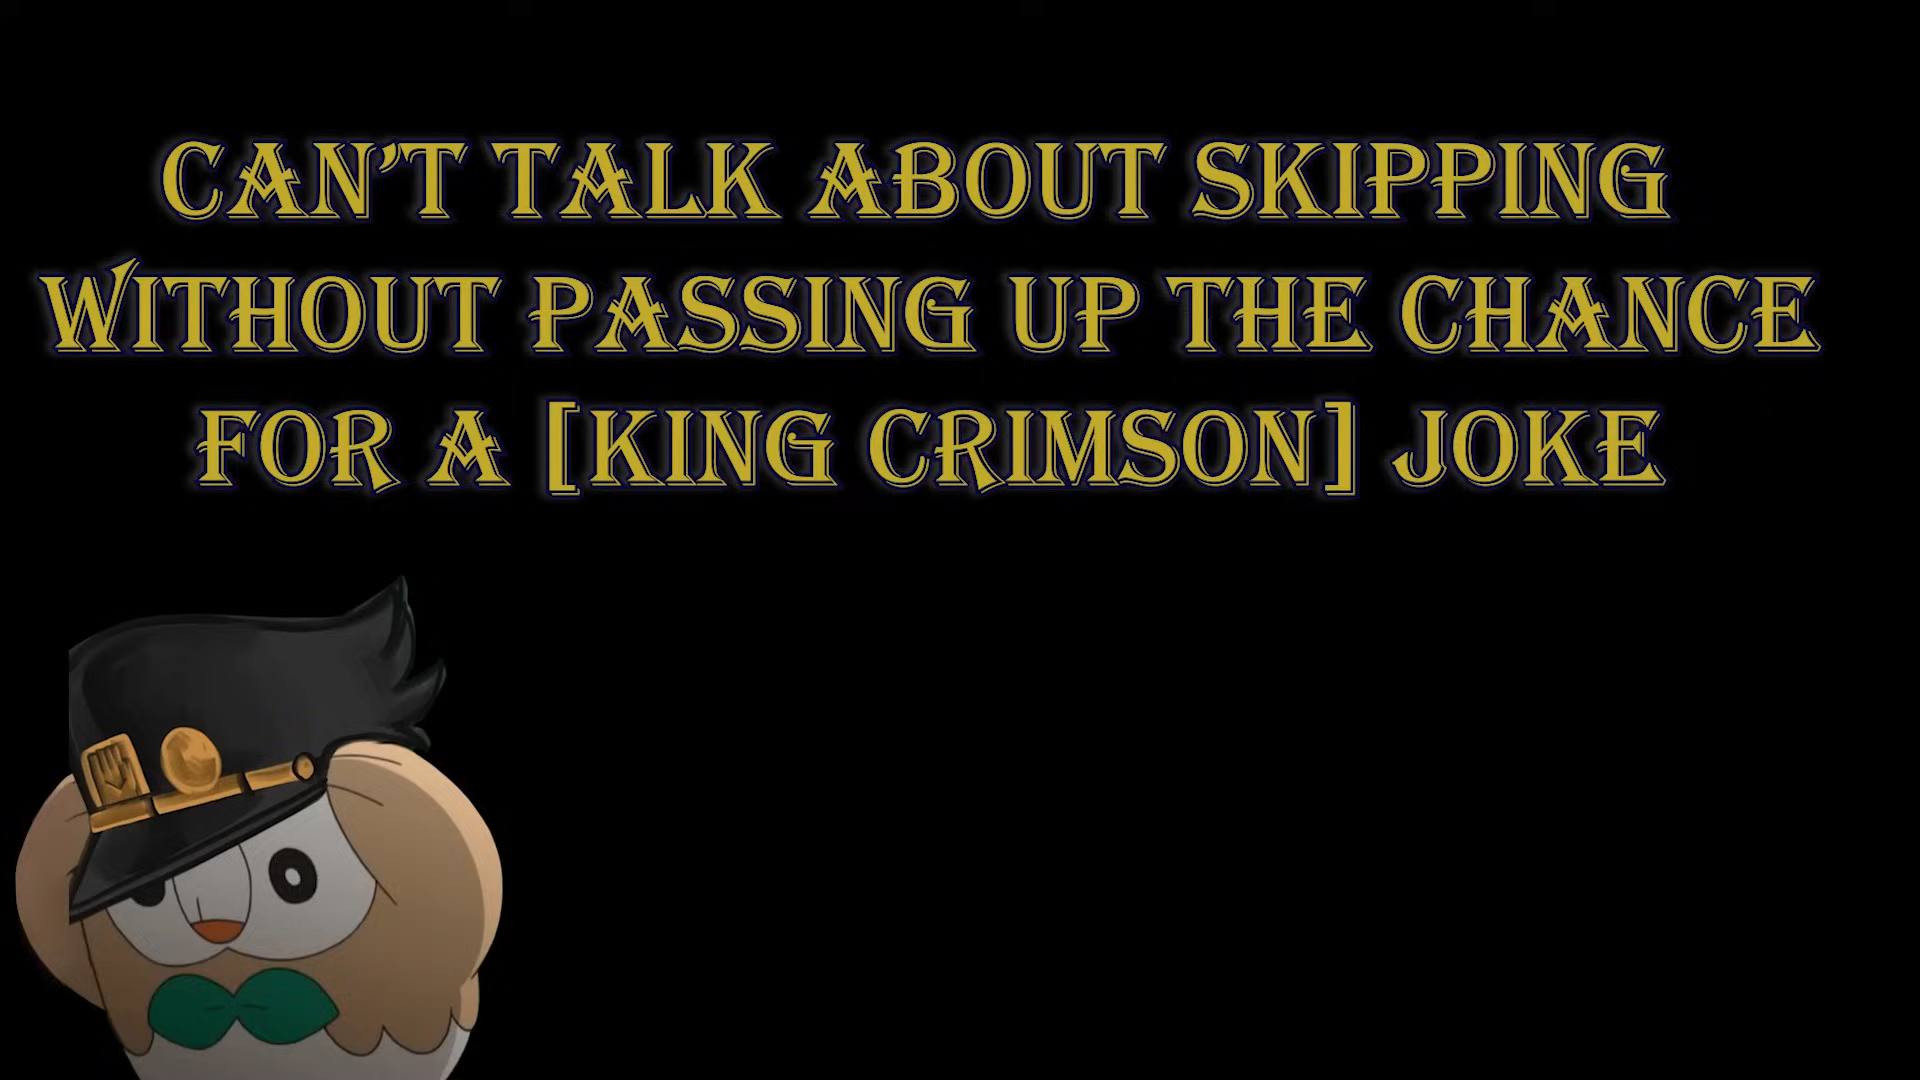 CAN'T TALK ABOUT SKIPPING
WITHOUT PASSING UP THE CHANCE
FOR A [KING CRIMSON] JOKE